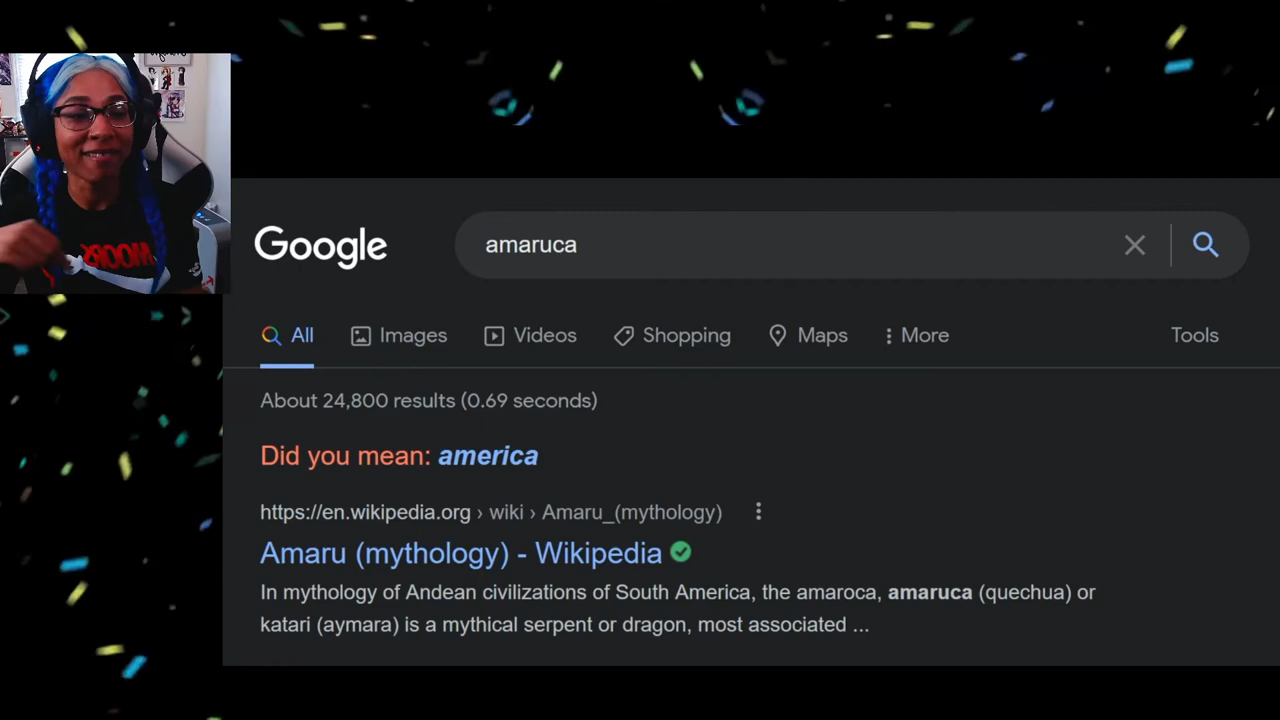 Google
amaruca
All Images Videos Shopping Maps More Tools
About 24,800 results (0.69 seconds)
Did you mean: america
https://en.wikipedia.org › wiki › Amaru_(mythology)
Amaru (mythology) - Wikipedia
In mythology of Andean civilizations of South America, the amaroca, amaruca (quechua) or
katari (aymara) is a mythical serpent or dragon, most associated ...